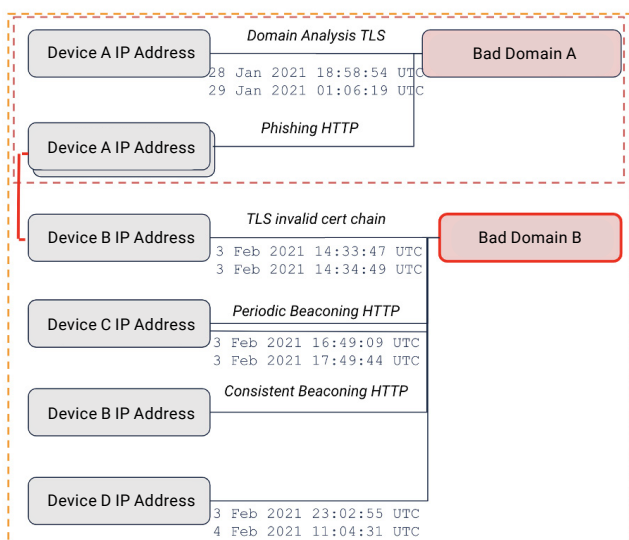 Domain Analysis TLS
Device A IP Address
Bad Domain A
28 Jan 2021 18:58:54 UTC
29 Jan 2021 01:06:19 UTC
Phishing HTTP
Device A IP Address
TLS invalid cert chain
Device B IP Address
Bad Domain B
3 Feb 2021 14:33:47 UTC
3 Feb 2021 14:34:49 UTC
Periodic Beaconing HTTP
Device C IP Address
3 Feb 2021 16:49:09 UTC
3 Feb 2021 17:49:44 UTC
Consistent Beaconing HTTP
Device B IP Address
Device D IP Address
3 Feb 2021 23:02:55 UTC
4 Feb 2021 11:04:31 UTC